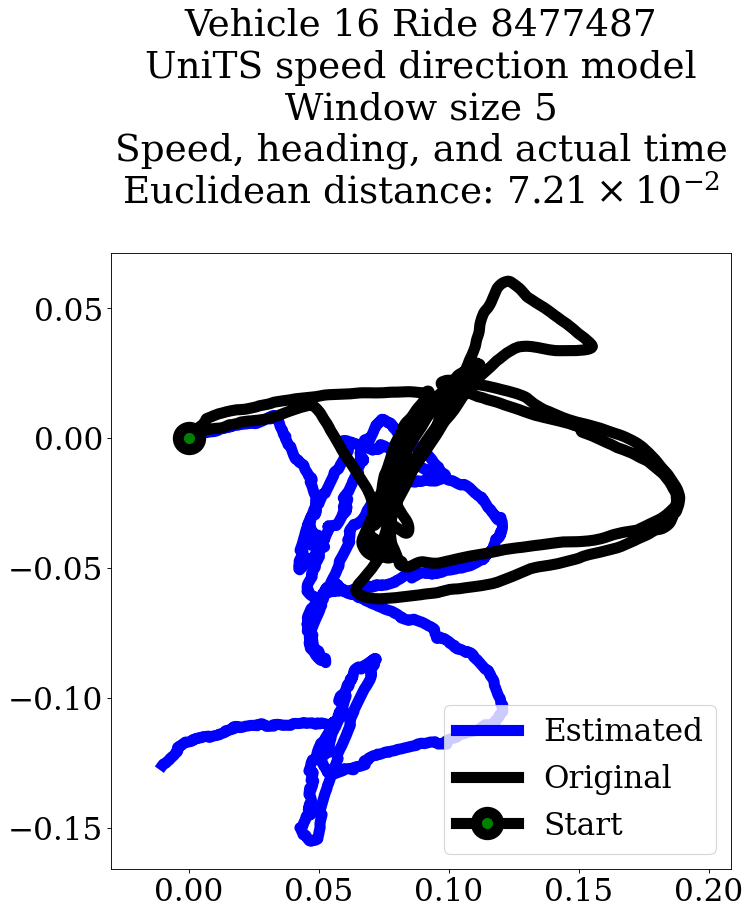 Vehicle 16 Ride 8477487
UniTS speed direction model
Window size 5
Speed, heading, and actual time
Euclidean distance: 7.21 × 10⁻²
0.05
0.00
−0.05
−0.10
−0.15
Estimated
Original
Start
0.00 0.05 0.10 0.15 0.20